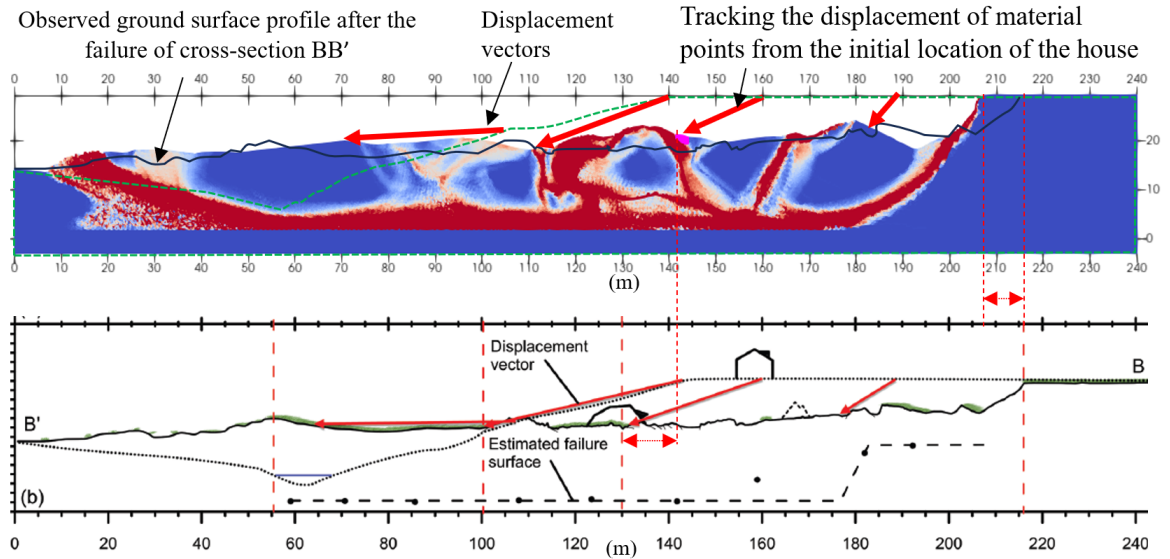 Observed ground surface profile after the
failure of cross-section BB′
Displacement
vectors
Tracking the displacement of material
points from the initial location of the house
0 10 20 30 40 50 60 70 80 90 100 110 120 130 140 150 160 170 180 190 200 210 220 230 240
20
10
0
0 10 20 30 40 50 60 70 80 90 100 110 120 130 140 150 160 170 180 190 200 210 220 230 240
(m)
Displacement
vector
B
B'
Estimated failure
surface
(b)
0 20 40 60 80 100 120 140 160 180 200 220 240
(m)